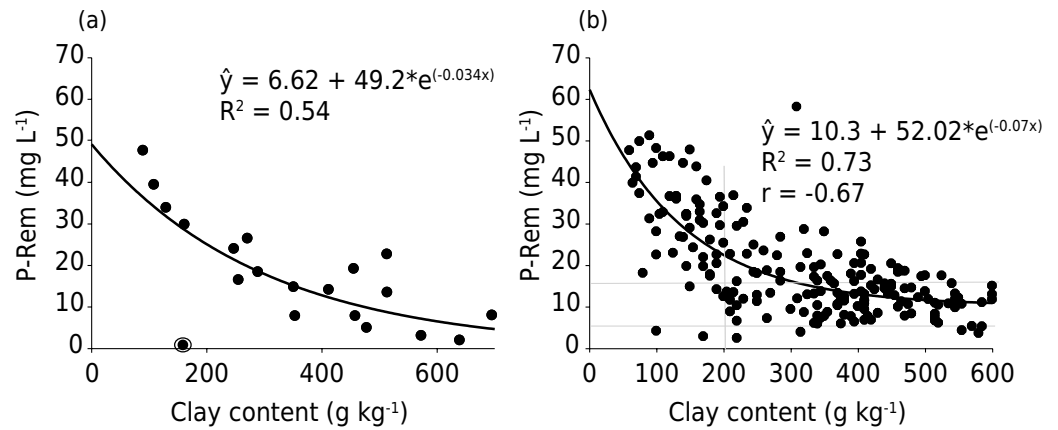 (a)
70
60
50
40
30
20
10
0
P-Rem (mg L⁻¹)
ŷ = 6.62 + 49.2*e⁽⁻⁰·⁰³⁴ˣ⁾
R² = 0.54
0 200 400 600
Clay content (g kg⁻¹)
(b)
70
60
50
40
30
20
10
0
P-Rem (mg L⁻¹)
ŷ = 10.3 + 52.02*e⁽⁻⁰·⁰⁷ˣ⁾
R² = 0.73
r = -0.67
0 100 200 300 400 500 600
Clay content (g kg⁻¹)